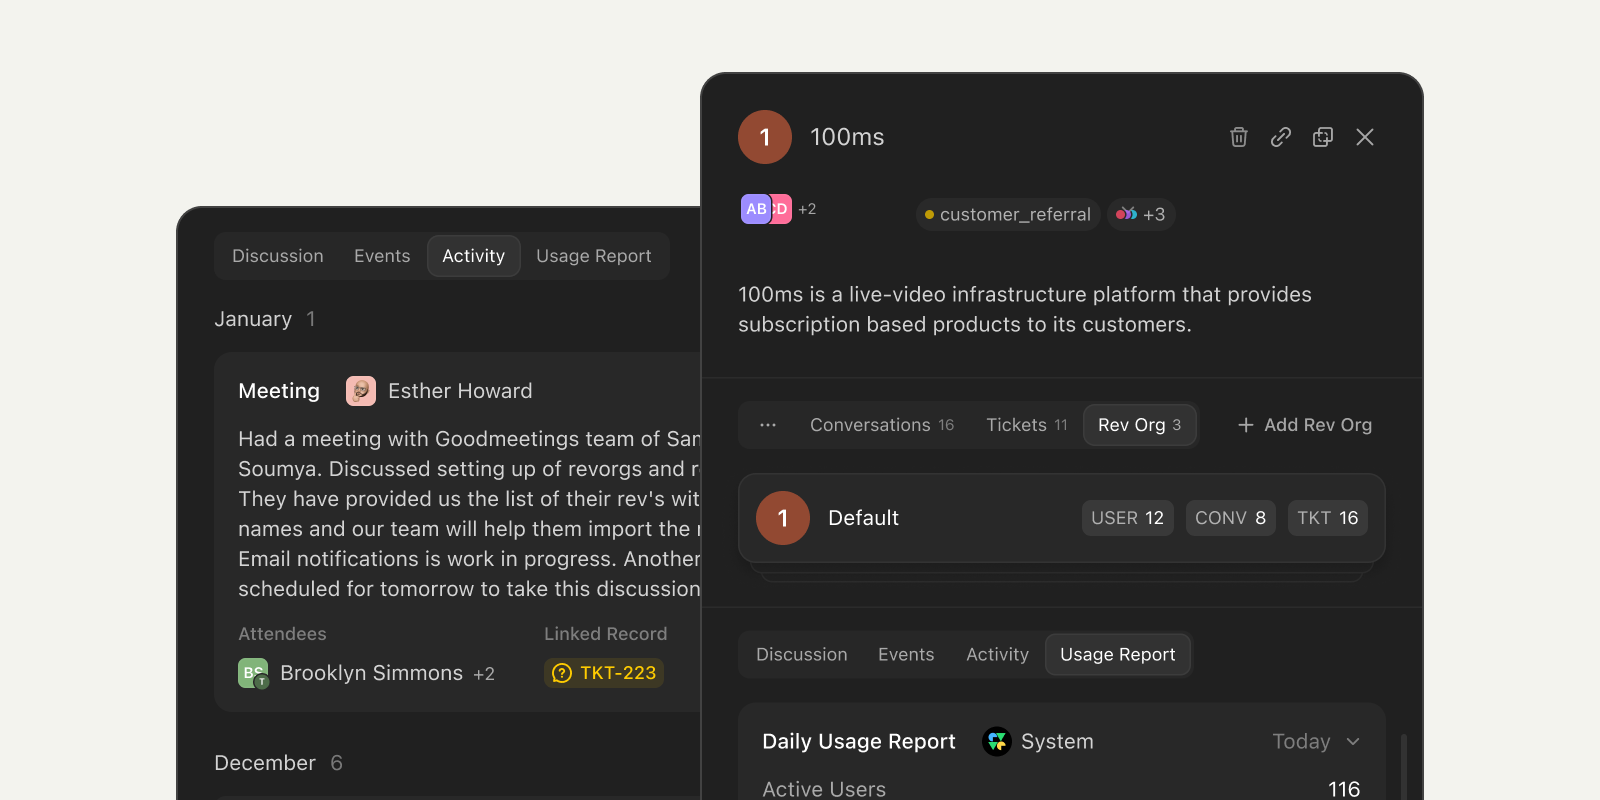 Discussion Events Activity Usage Report
January 1
Meeting Esther Howard
Had a meeting with Goodmeetings team of
Soumya. Discussed setting up of revorgs and
They have provided us the list of their rev's
names and our team will help them import the
Email notifications is work in progress. Another
scheduled for tomorrow to take this discussion
Attendees Linked Record
BS T Brooklyn Simmons +2 TKT-223
December 6
1 100ms
AB CD +2 customer_referral +3
100ms is a live-video infrastructure platform that provides
subscription based products to its customers.
··· Conversations 16 Tickets 11 Rev Org 3 + Add Rev Org
1 Default USER 12 CONV 8 TKT 16
Discussion Events Activity Usage Report
Daily Usage Report System Today
Active Users 116